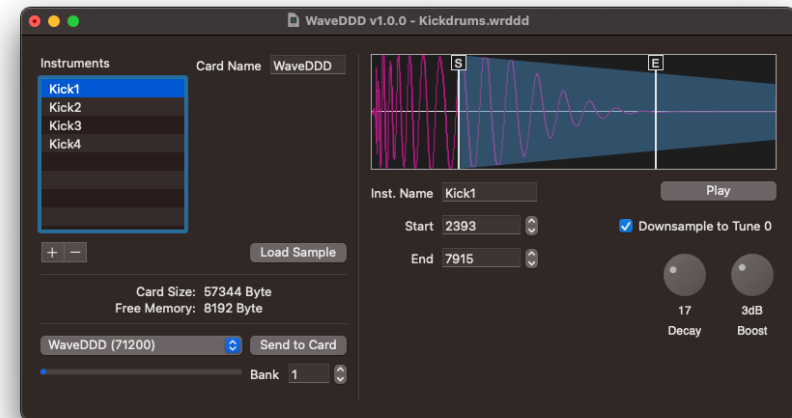 WaveDDD v1.0.0 - Kickdrums.wrddd
Instruments
Card Name WaveDDD
Kick1
Kick2
Kick3
Kick4
+ −
Load Sample
Card Size: 57344 Byte
Free Memory: 8192 Byte
WaveDDD (71200)
Send to Card
Bank 1
S E
Inst. Name Kick1
Play
Start 2393
Downsample to Tune 0
End 7915
17 3dB
Decay Boost